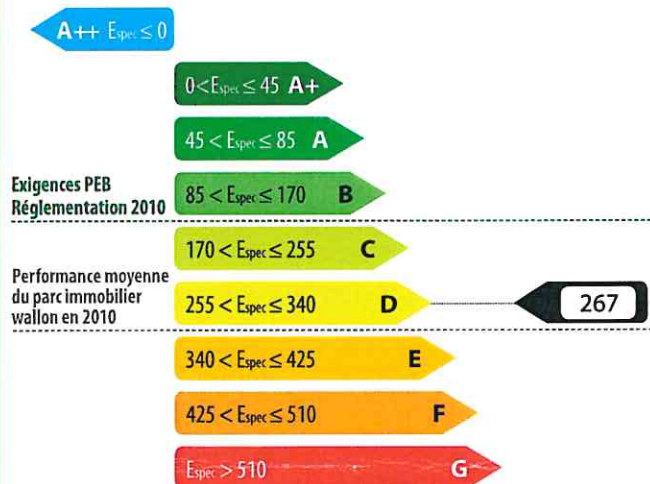 A++ Espec ≤ 0
0 < Espec ≤ 45 A+
45 < Espec ≤ 85 A
Exigences PEB
Réglementation 2010
85 < Espec ≤ 170 B
170 < Espec ≤ 255 C
Performance moyenne
du parc immobilier
wallon en 2010
255 < Espec ≤ 340 D
267
340 < Espec ≤ 425 E
425 < Espec ≤ 510 F
Espec > 510 G